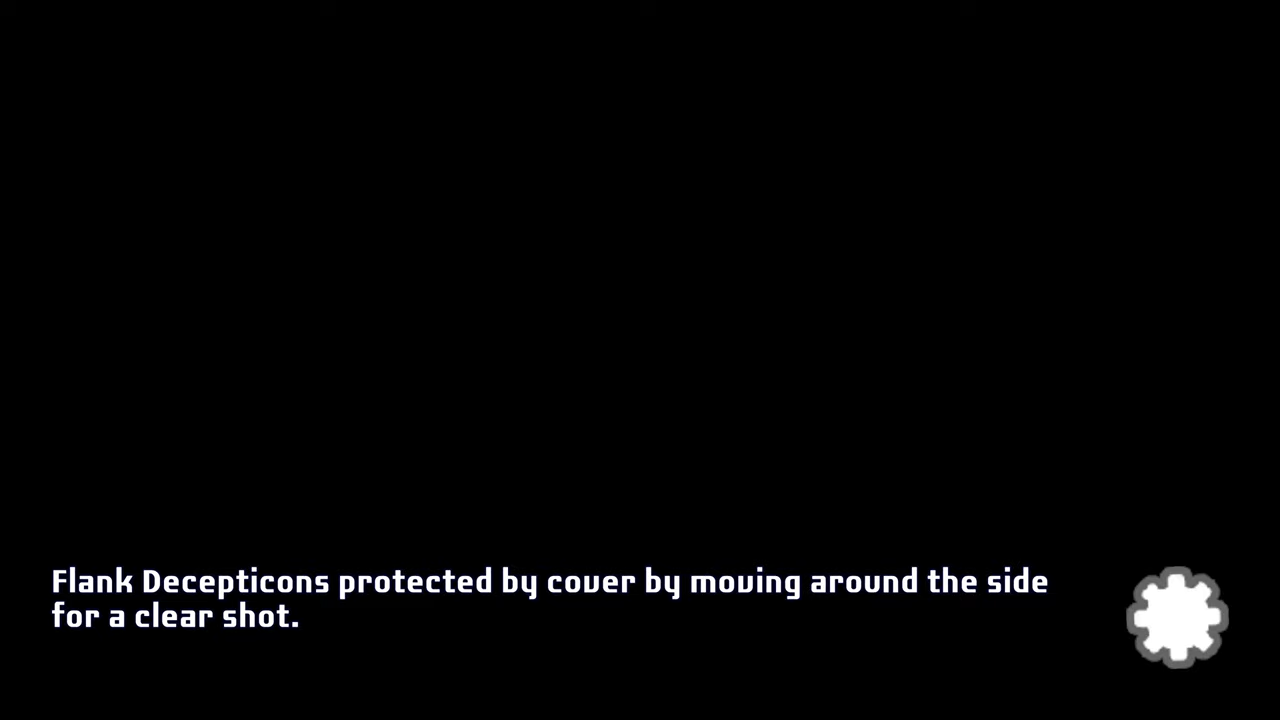 Flank Decepticons protected by cover by moving around the side
for a clear shot.